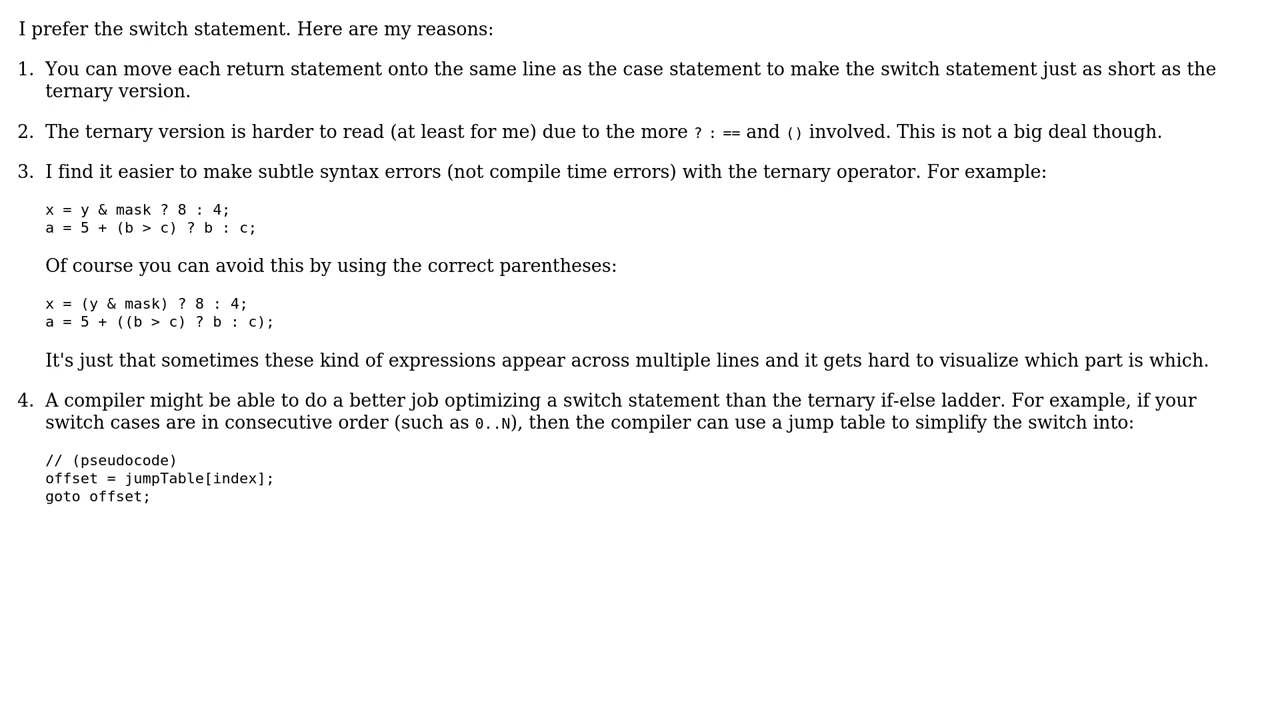 I prefer the switch statement. Here are my reasons:
1. You can move each return statement onto the same line as the case statement to make the switch statement just as short as the
ternary version.
2. The ternary version is harder to read (at least for me) due to the more ? : == and () involved. This is not a big deal though.
3. I find it easier to make subtle syntax errors (not compile time errors) with the ternary operator. For example:
x = y & mask ? 8 : 4;
a = 5 + (b > c) ? b : c;
Of course you can avoid this by using the correct parentheses:
x = (y & mask) ? 8 : 4;
a = 5 + ((b > c) ? b : c);
It's just that sometimes these kind of expressions appear across multiple lines and it gets hard to visualize which part is which.
4. A compiler might be able to do a better job optimizing a switch statement than the ternary if-else ladder. For example, if your
switch cases are in consecutive order (such as 0..N), then the compiler can use a jump table to simplify the switch into:
// (pseudocode)
offset = jumpTable[index];
goto offset;